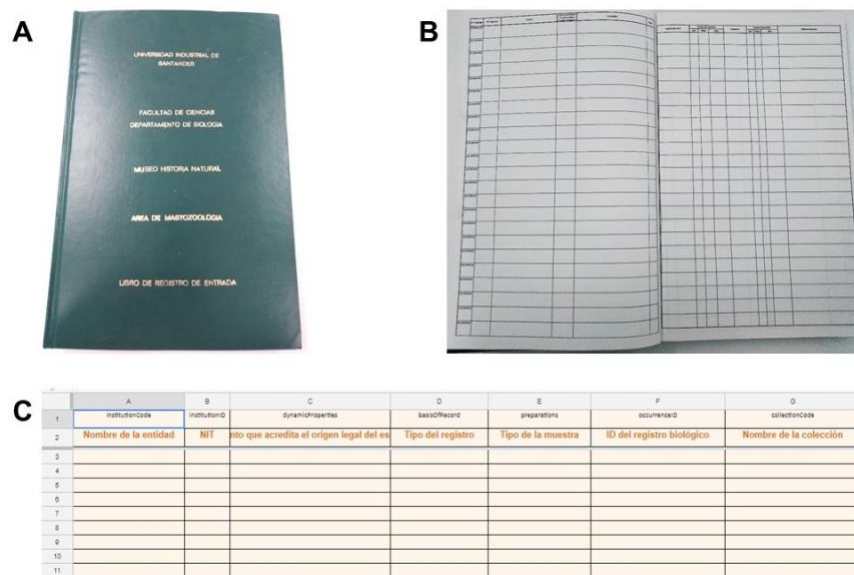 A
UNIVERSIDAD INDUSTRIAL DE
SANTANDER
FACULTAD DE CIENCIAS
DEPARTAMENTO DE BIOLOGIA
MUSEO HISTORIA NATURAL
AREA DE MASTOZOOLOGIA
LIBRO DE REGISTRO DE ENTRADA
B
C
A B C D E F G
1 institutionCode institutionID dynamicProperties basisOfRecord preparations occurrenceID collectionCode
2 Nombre de la entidad NIT nto que acredita el origen legal del es Tipo del registro Tipo de la muestra ID del registro biológico Nombre de la colección
3
4
5
6
7
8
9
10
11